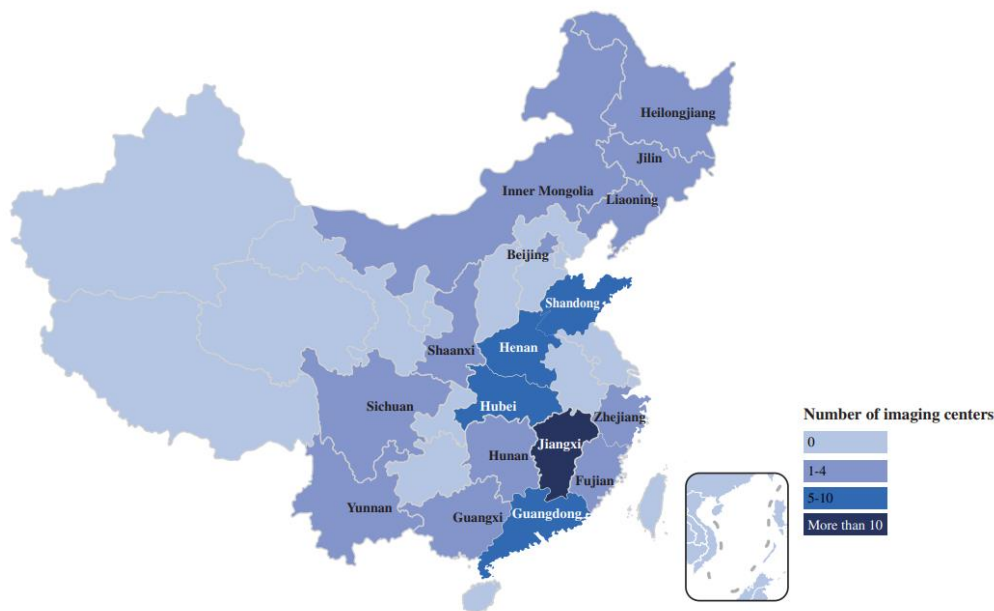 Heilongjiang
Jilin
Inner Mongolia
Liaoning
Beijing
Shandong
Shaanxi
Henan
Sichuan
Hubei
Zhejiang
Jiangxi
Hunan
Fujian
Yunnan
Guangxi
Guangdong
Number of imaging centers
0
1-4
5-10
More than 10